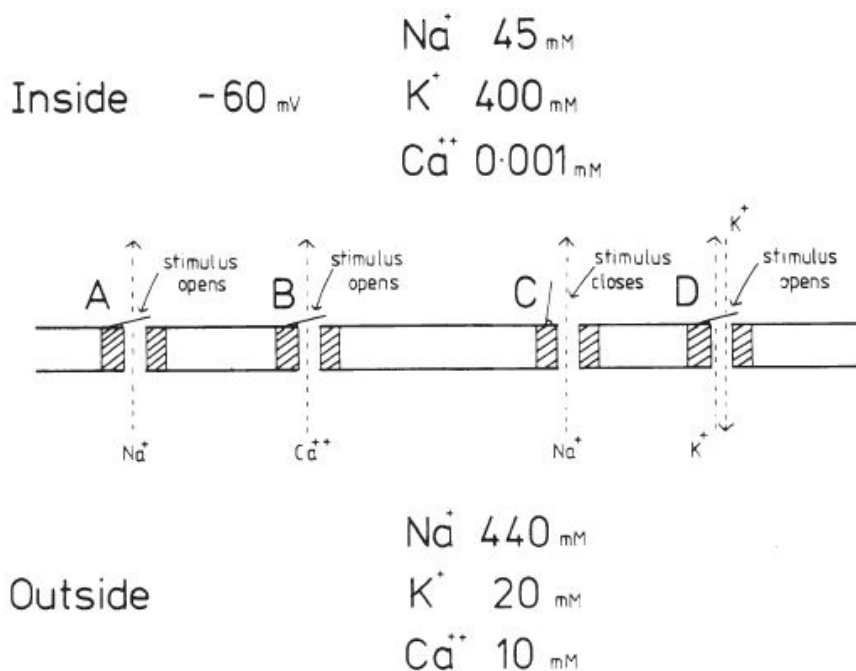 Na⁺ 45 mM
Inside -60 mV K⁺ 400 mM
Ca⁺⁺ 0·001 mM
K⁺
A stimulus opens B stimulus opens C stimulus closes D stimulus opens
Na⁺ Ca⁺⁺ Na⁺ K⁺
Na⁺ 440 mM
Outside K⁺ 20 mM
Ca⁺⁺ 10 mM